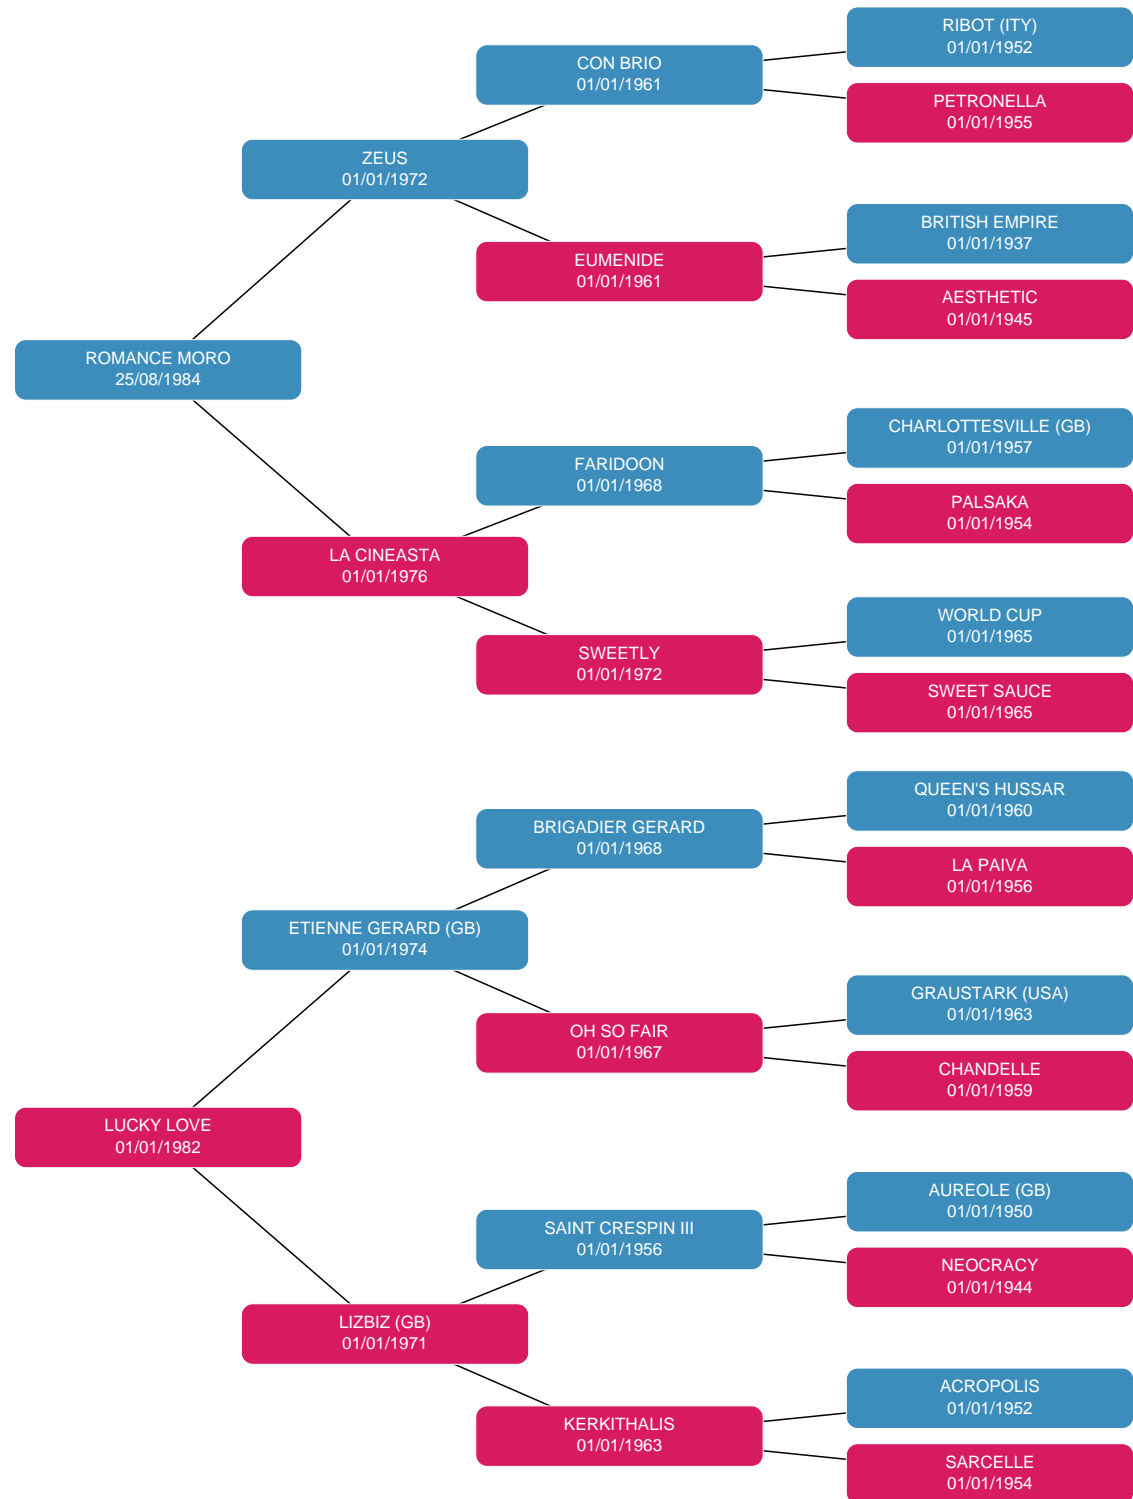 RIBOT (ITY)
01/01/1952
CON BRIO
01/01/1961
PETRONELLA
01/01/1955
ZEUS
01/01/1972
BRITISH EMPIRE
01/01/1937
EUMENIDE
01/01/1961
AESTHETIC
01/01/1945
ROMANCE MORO
25/08/1984
CHARLOTTESVILLE (GB)
01/01/1957
FARIDOON
01/01/1968
PALSAKA
01/01/1954
LA CINEASTA
01/01/1976
WORLD CUP
01/01/1965
SWEETLY
01/01/1972
SWEET SAUCE
01/01/1965
QUEEN'S HUSSAR
01/01/1960
BRIGADIER GERARD
01/01/1968
LA PAIVA
01/01/1956
ETIENNE GERARD (GB)
01/01/1974
GRAUSTARK (USA)
01/01/1963
OH SO FAIR
01/01/1967
CHANDELLE
01/01/1959
LUCKY LOVE
01/01/1982
AUREOLE (GB)
01/01/1950
SAINT CRESPIN III
01/01/1956
NEOCRACY
01/01/1944
LIZBIZ (GB)
01/01/1971
ACROPOLIS
01/01/1952
KERKITHALIS
01/01/1963
SARCELLE
01/01/1954